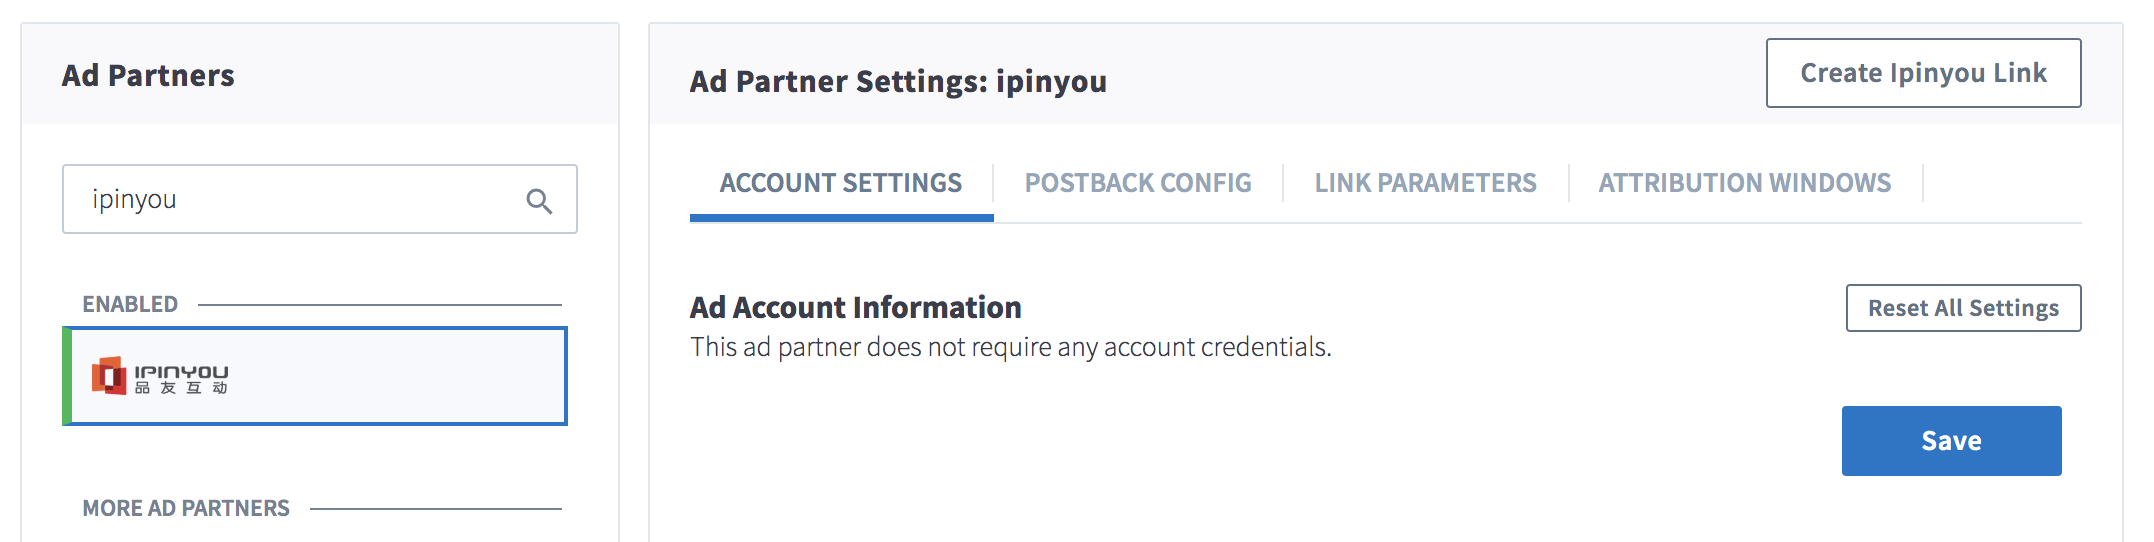 Ad Partners
ipinyou
ENABLED
IPINYOU
品友互动
MORE AD PARTNERS
Ad Partner Settings: ipinyou
Create Ipinyou Link
ACCOUNT SETTINGS
POSTBACK CONFIG
LINK PARAMETERS
ATTRIBUTION WINDOWS
Ad Account Information
Reset All Settings
This ad partner does not require any account credentials.
Save